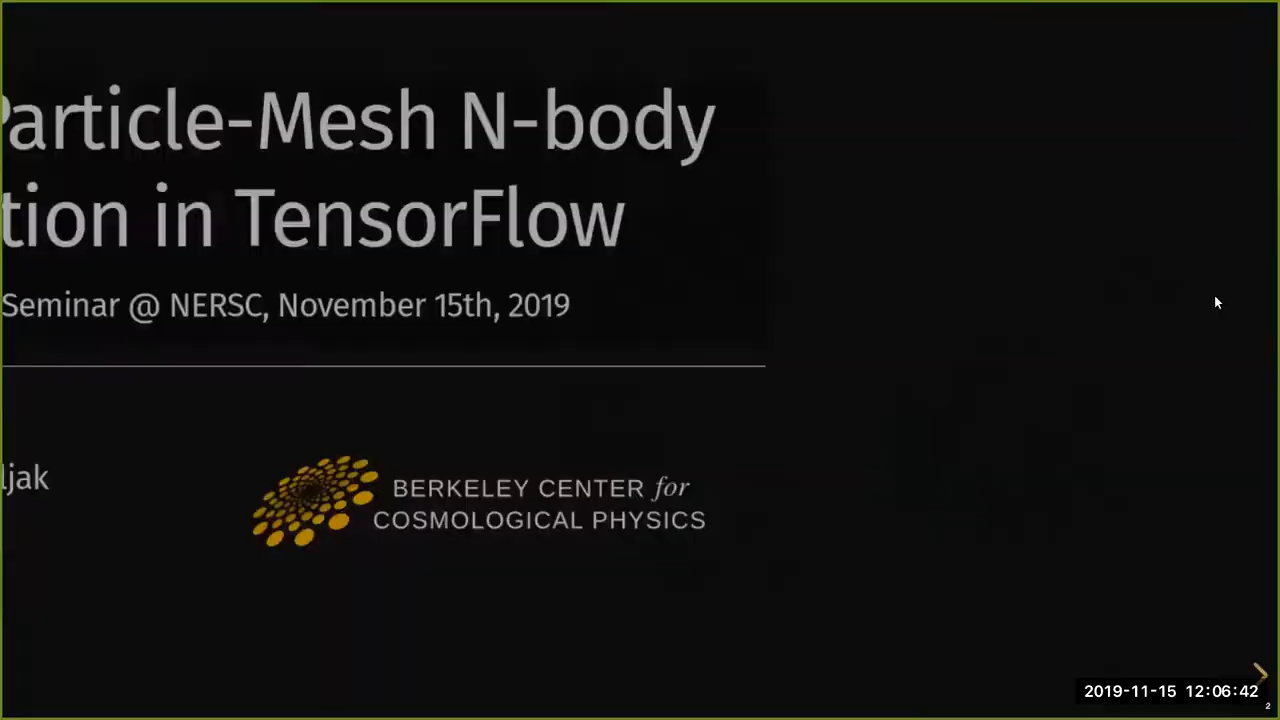 Particle-Mesh N-body
tion in TensorFlow
Seminar @ NERSC, November 15th, 2019
ljak
BERKELEY CENTER for
COSMOLOGICAL PHYSICS
2019-11-15 12:06:42
2